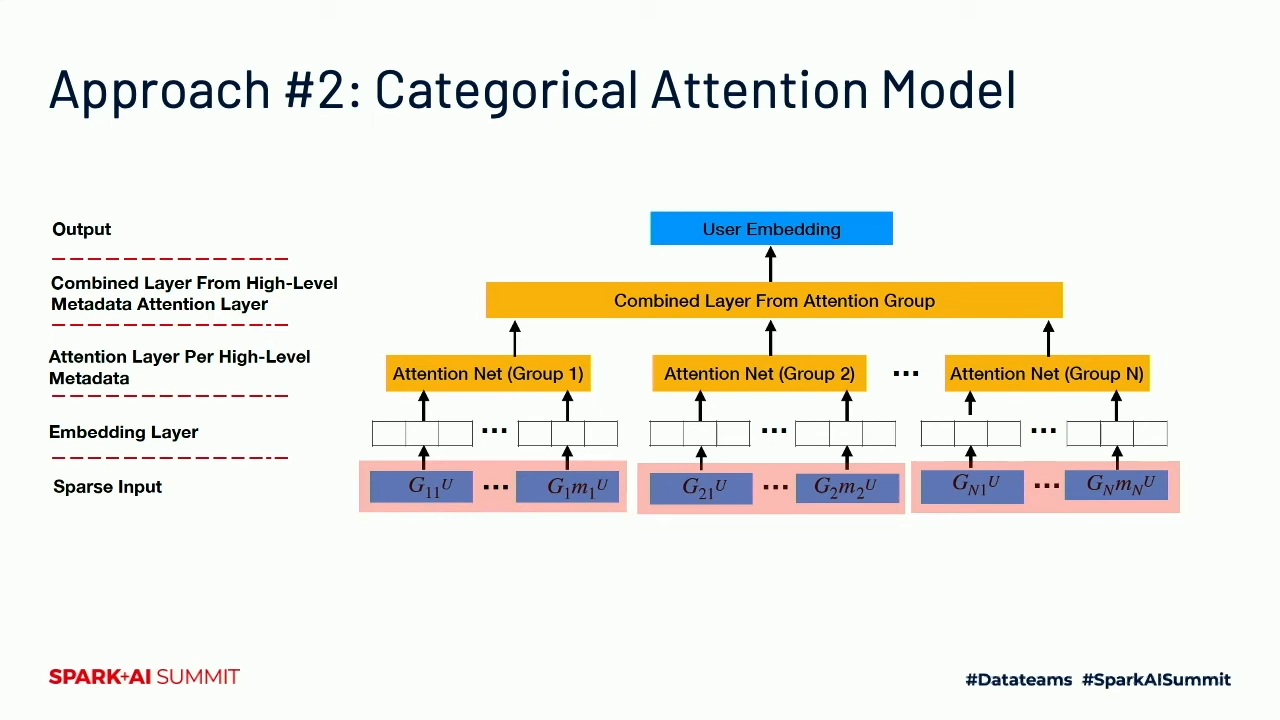 Approach #2: Categorical Attention Model
Output
User Embedding
Combined Layer From High-Level
Metadata Attention Layer
Combined Layer From Attention Group
Attention Layer Per High-Level
Metadata
Attention Net (Group 1)
Attention Net (Group 2)
...
Attention Net (Group N)
Embedding Layer
...
...
...
Sparse Input
G₁₁ᵁ ... G₁m₁ᵁ
G₂₁ᵁ ... G₂m₂ᵁ
G_N1ᵁ ... G_Nm_Nᵁ
SPARK+AI SUMMIT
#Datateams #SparkAISummit